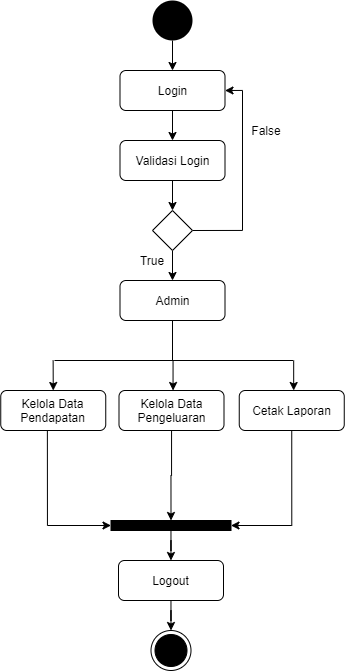 Login
False
Validasi Login
True
Admin
Kelola Data
Pendapatan
Kelola Data
Pengeluaran
Cetak Laporan
Logout